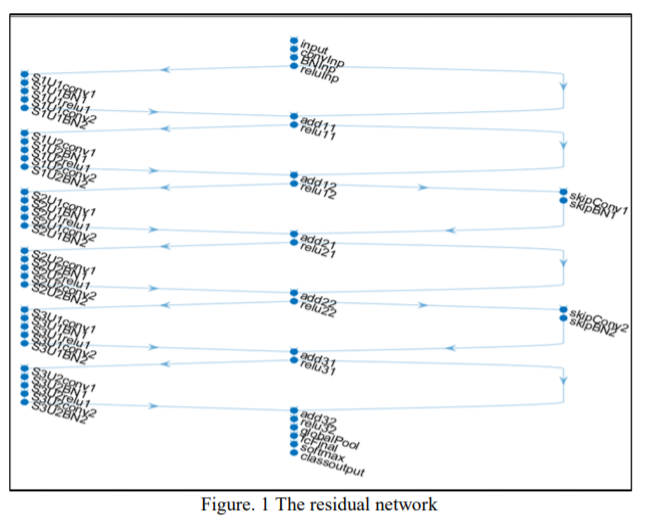 input
convInp
BNInp
reluInp
S1U1conv1
S1U1BN1
S1U1relu1
S1U1conv2
S1U1BN2
add11
relu11
S1U2conv1
S1U2BN1
S1U2relu1
S1U2conv2
S1U2BN2
add12
relu12
skipConv1
skipBN1
S2U1conv1
S2U1BN1
S2U1relu1
S2U1conv2
S2U1BN2
add21
relu21
S2U2conv1
S2U2BN1
S2U2relu1
S2U2conv2
S2U2BN2
add22
relu22
skipConv2
skipBN2
S3U1conv1
S3U1BN1
S3U1relu1
S3U1conv2
S3U1BN2
add31
relu31
S3U2conv1
S3U2BN1
S3U2relu1
S3U2conv2
S3U2BN2
add32
relu32
globalPool
fcFinal
softmax
classoutput
Figure. 1 The residual network